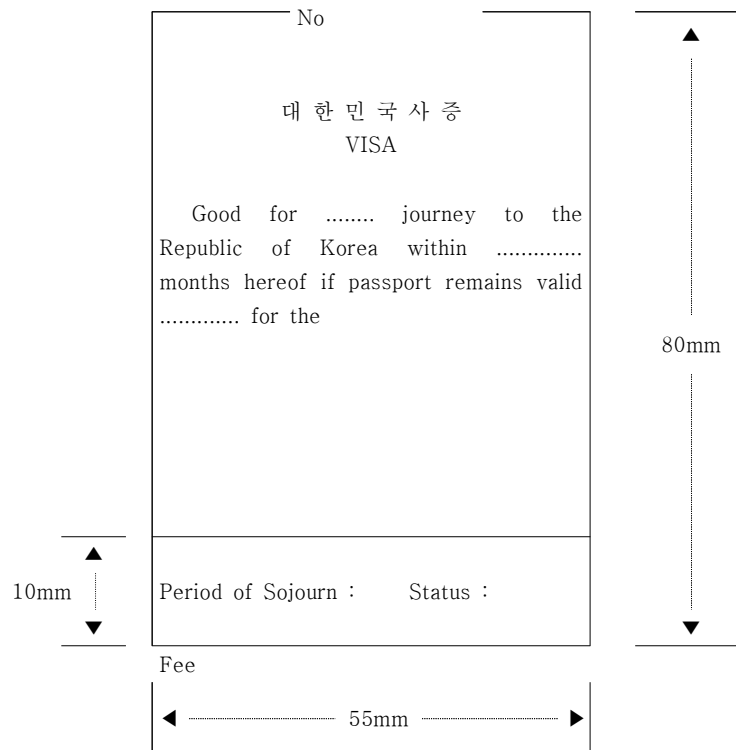 No
대 한 민 국 사 증
VISA
Good for ........ journey to the
Republic of Korea within ..............
months hereof if passport remains valid
............. for the
80mm
10mm
Period of Sojourn : Status :
Fee
55mm